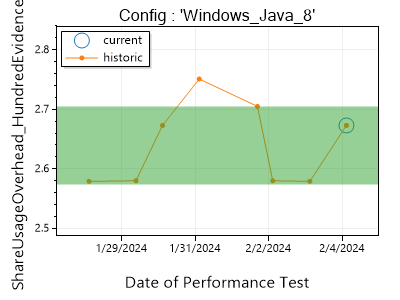 Config : 'Windows_Java_8'
current
historic
ShareUsageOverhead_HundredEvidence
2.8
2.7
2.6
2.5
1/29/2024 1/31/2024 2/2/2024 2/4/2024
Date of Performance Test